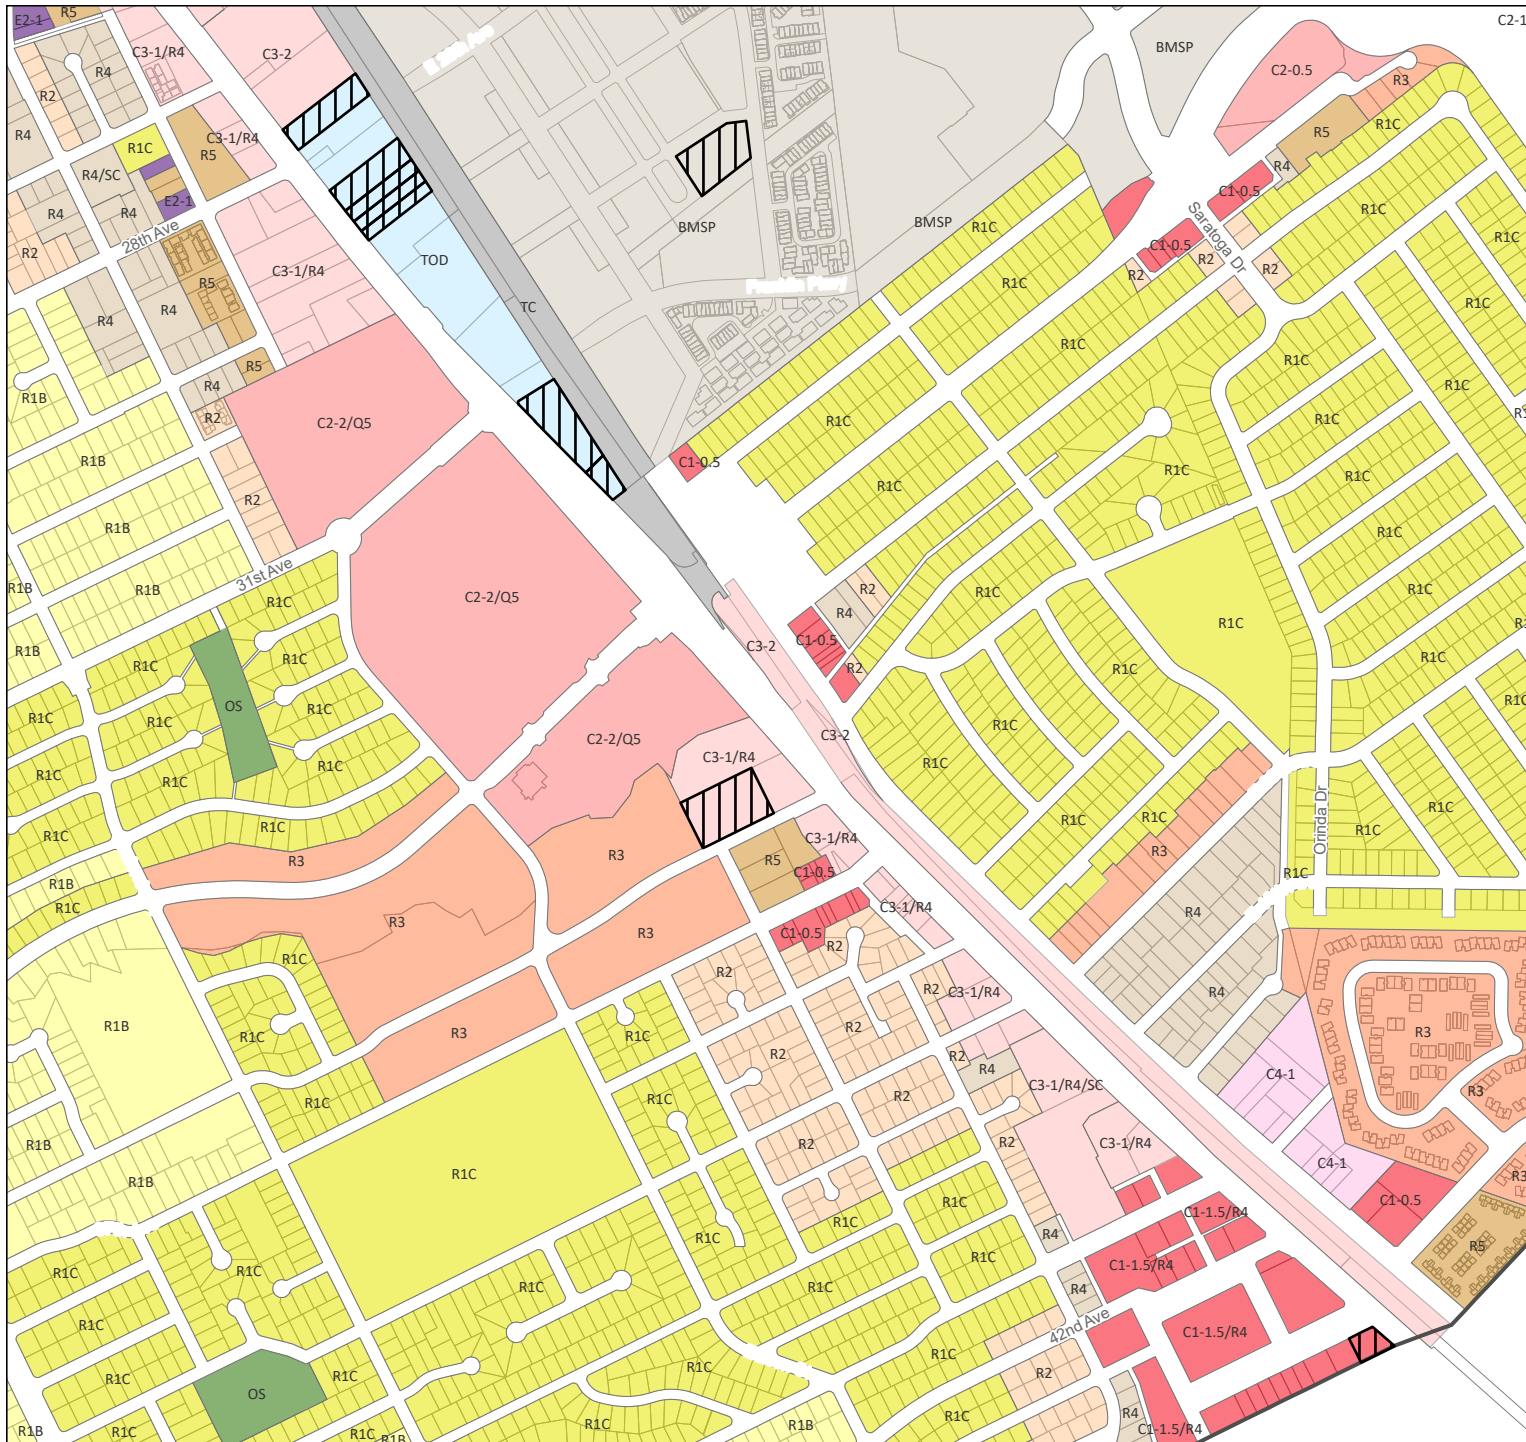 E2-1
R5
C2-1
C3-1/R4
C3-2
BMSP
R4
C2-0.5
R3
R2
R4
C3-1/R4
R5
R1C
R1C
R5
R4
R4/SC
C1-0.5
R4
R4
E2-1
R1C
R1C
BMSP
BMSP
28th Ave
Saratoga Dr
R1C
R2
TOD
C1-0.5
R2
R2
R2
C3-1/R4
R5
R1C
R1C
TC
Franklin Pkwy
R4
R4
R1C
R1C
R5
R4
R1C
R1B
R1C
R2
C2-2/Q5
R1C
R1C
R1B
C1-0.5
R1C
R1C
R1C
R2
R1B
R1C
R1C
31st Ave
R1B
R1B
R2
R1C
R1C
C2-2/Q5
R1C
R4
R1C
C1-0.5
C3-2
R1B
R1C
R1C
R1C
R2
R1C
OS
R1C
R1C
R1C
R1C
C3-2
C2-2/Q5
R1C
C3-1/R4
R1C
R1C
R1C
R1C
Orinda Dr
R1C
R1C
R1C
R1C
R1C
C3-1/R4
R3
R3
R3
R5
C1-0.5
R1C
R1B
R1C
C3-1/R4
R4
R3
R3
C1-0.5
R2
R1C
R2
R2
C3-1/R4
R4
R1B
R2
R3
R3
R1C
R1C
R2
R2
R4
C4-1
C3-1/R4/SC
R3
R2
R1C
R1C
R1B
R2
R2
C3-1/R4
C4-1
R1C
R3
R1B
R1C
C1-0.5
C1-1.5/R4
R1C
R4
R1C
R5
R1C
C1-1.5/R4
R1C
R1C
R1C
R4
R1C
42nd Ave
C1-1.5/R4
R1C
R1C
R2
R1C
R1C
OS
R4
R1B
R1C
R1C
R1B
R1C
R1B
R1C
C1-1.5/R4